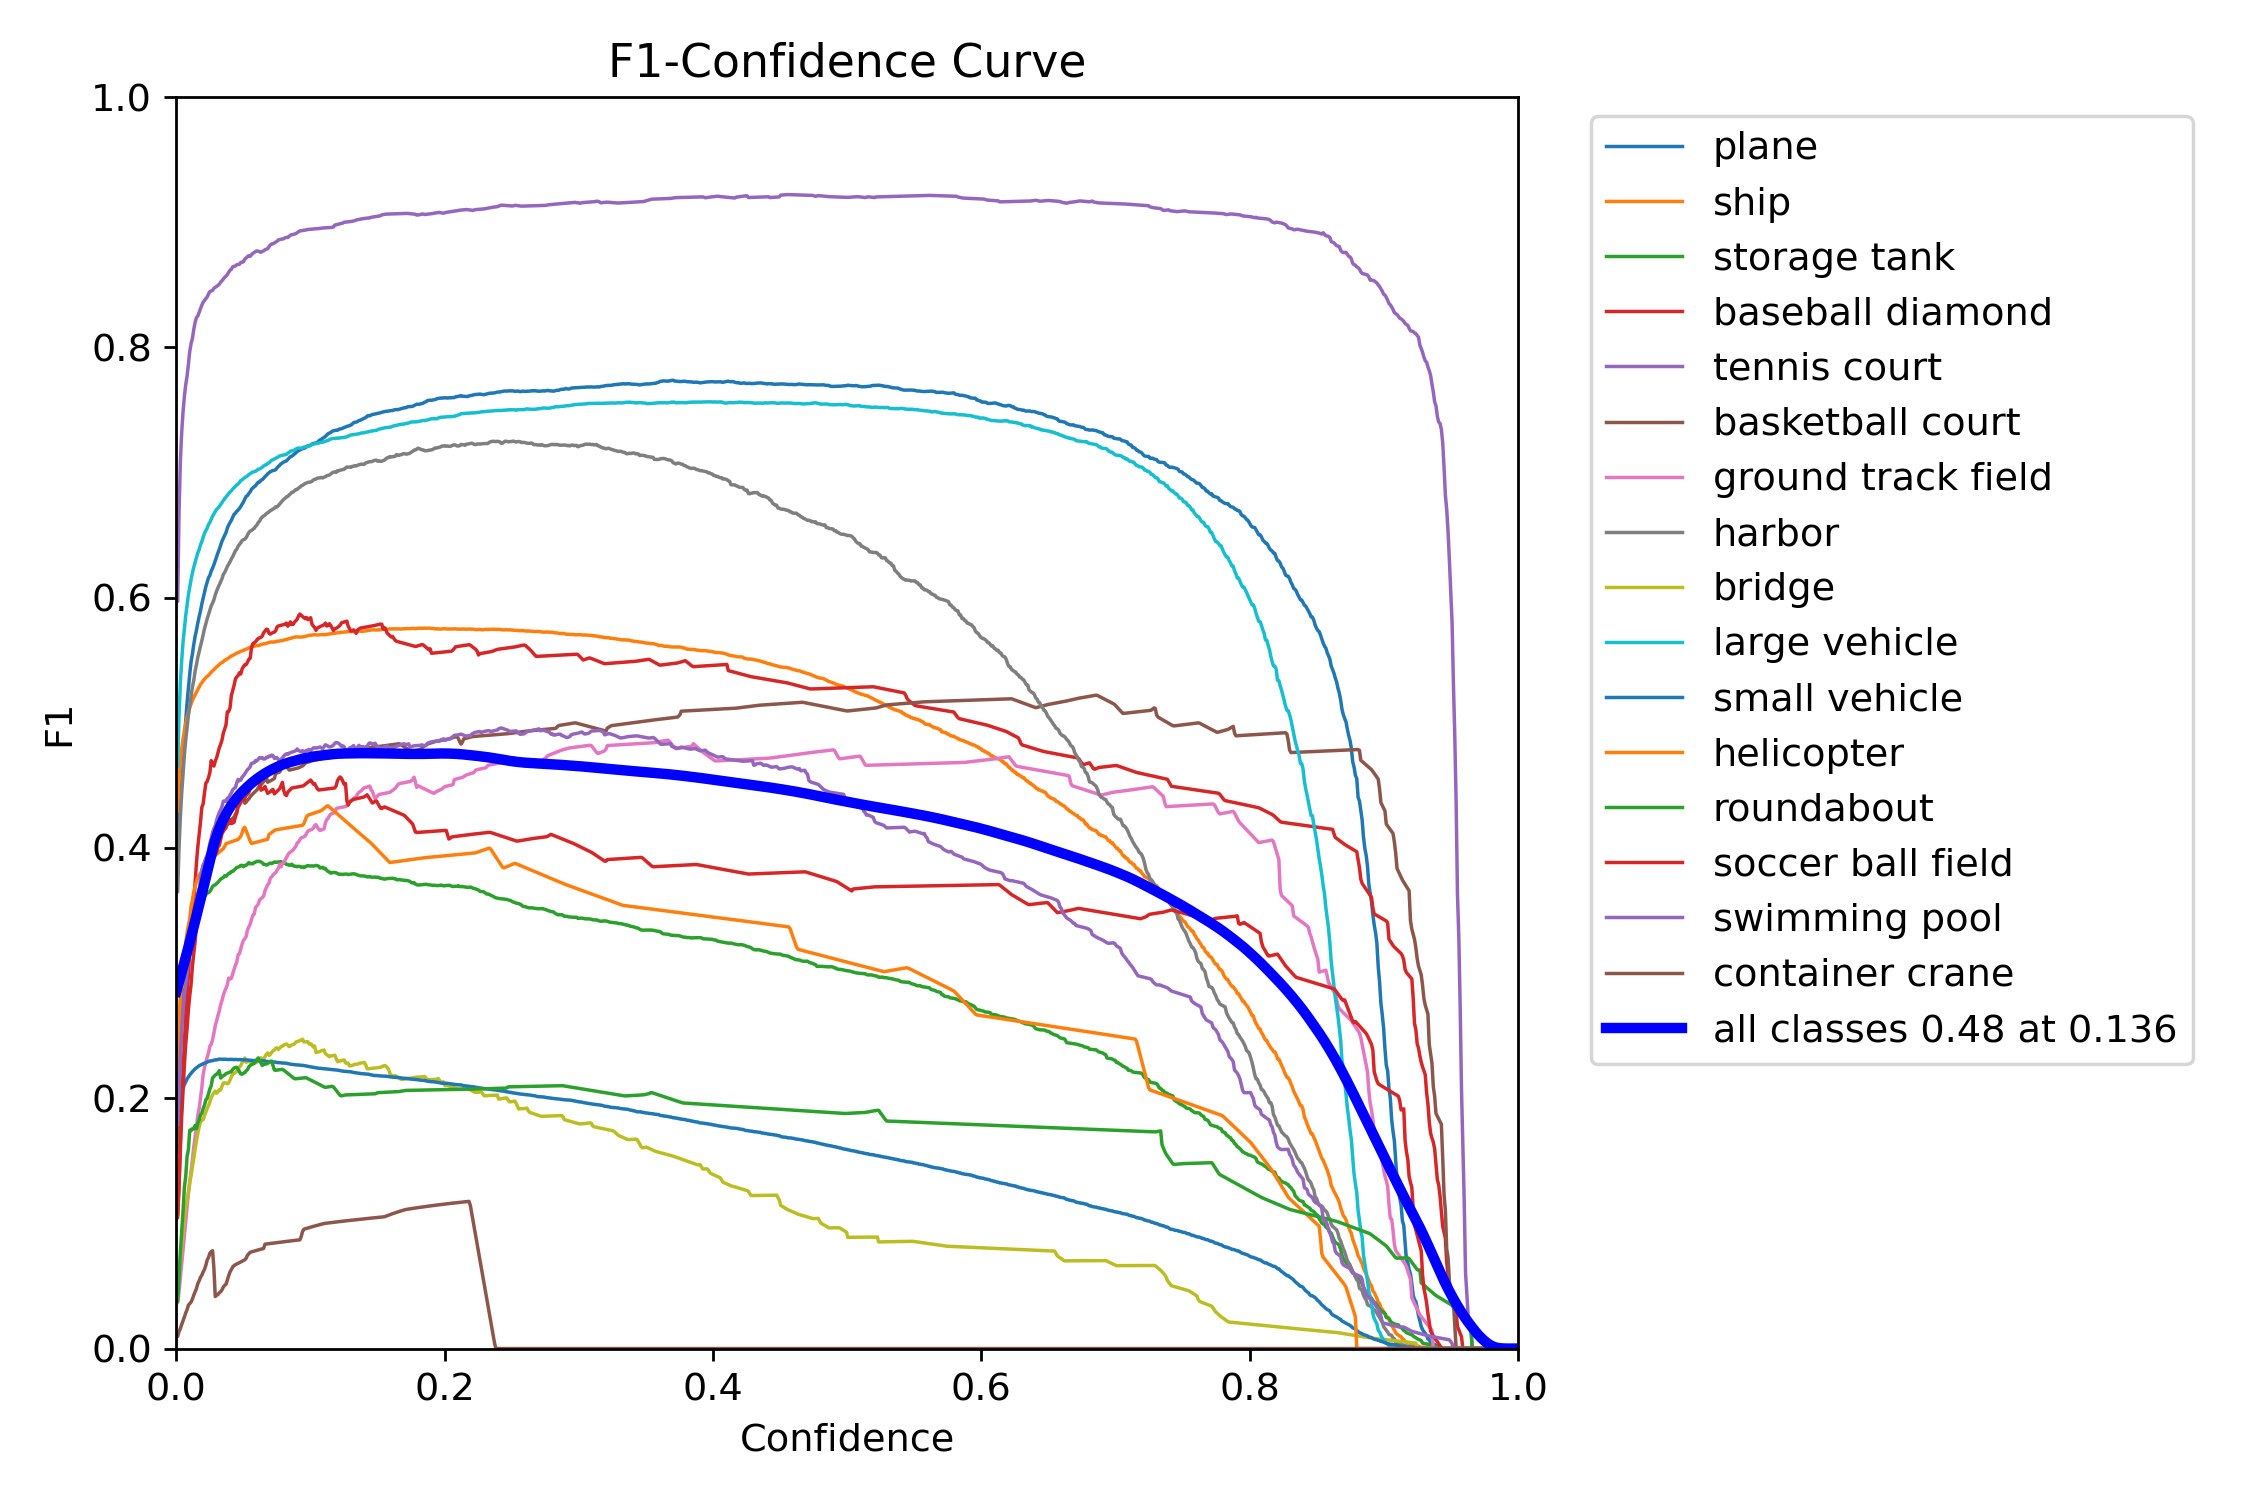 F1-Confidence Curve
1.0
0.8
0.6
0.4
0.2
0.0
F1
0.0 0.2 0.4 0.6 0.8 1.0
Confidence
plane
ship
storage tank
baseball diamond
tennis court
basketball court
ground track field
harbor
bridge
large vehicle
small vehicle
helicopter
roundabout
soccer ball field
swimming pool
container crane
all classes 0.48 at 0.136